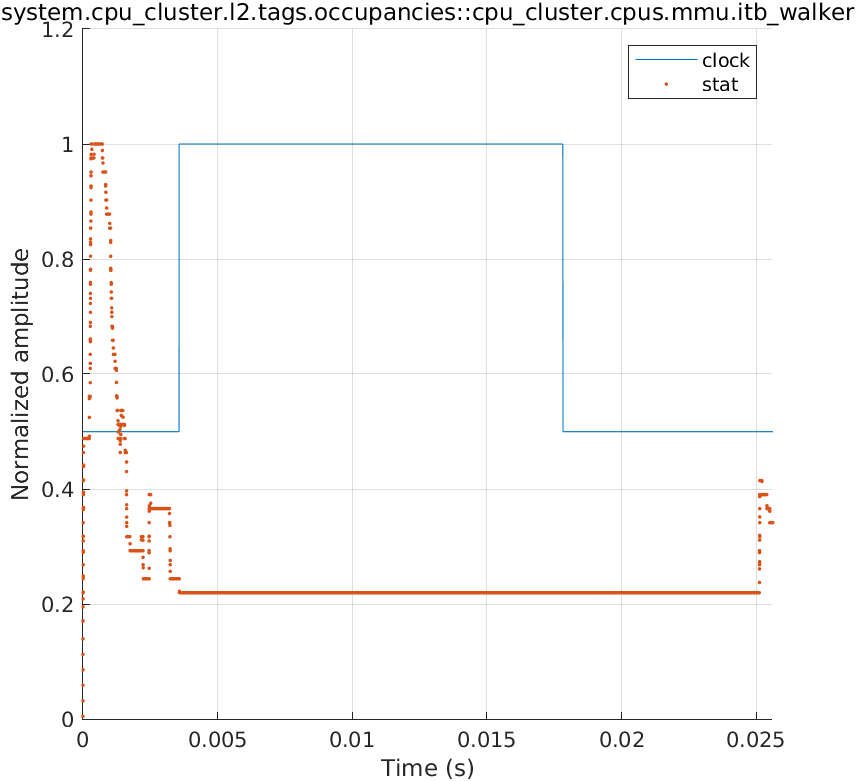 system.cpu_cluster.l2.tags.occupancies::cpu_cluster.cpus.mmu.itb_walker
1.2
clock
stat
1
0.8
0.6
0.4
0.2
0
Normalized amplitude
0
0.005
0.01
0.015
0.02
0.025
Time (s)